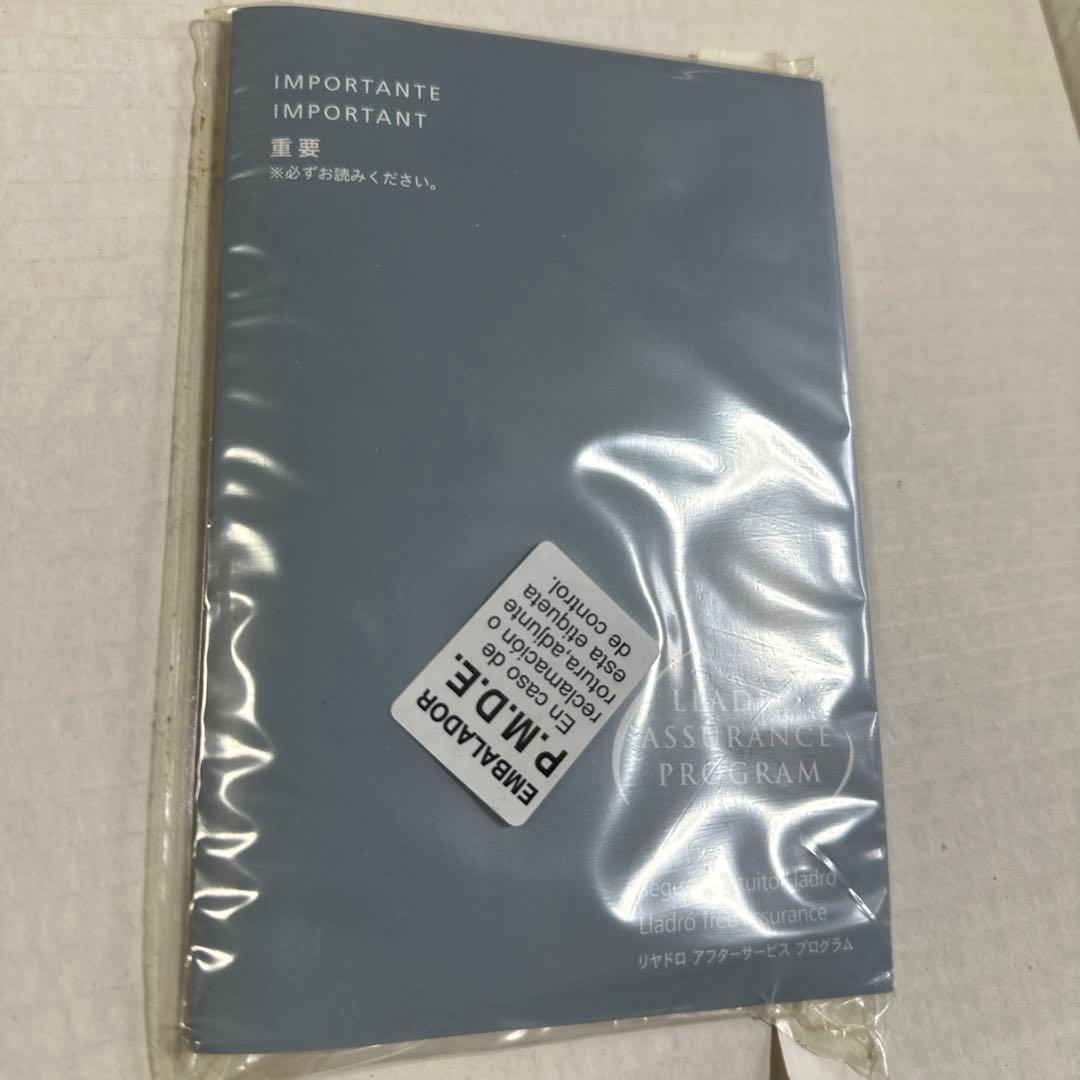 IMPORTANTE
IMPORTANT
重要
※必ずお読みください。
EMBALADOR
P.M.D.E.
En caso de
reclamación o
rotura,adjunte
esta etiqueta
de control.
ASSURANCE
PROGRAM
Lladró
Lladró free assurance
リヤドロ アフターサービス プログラム